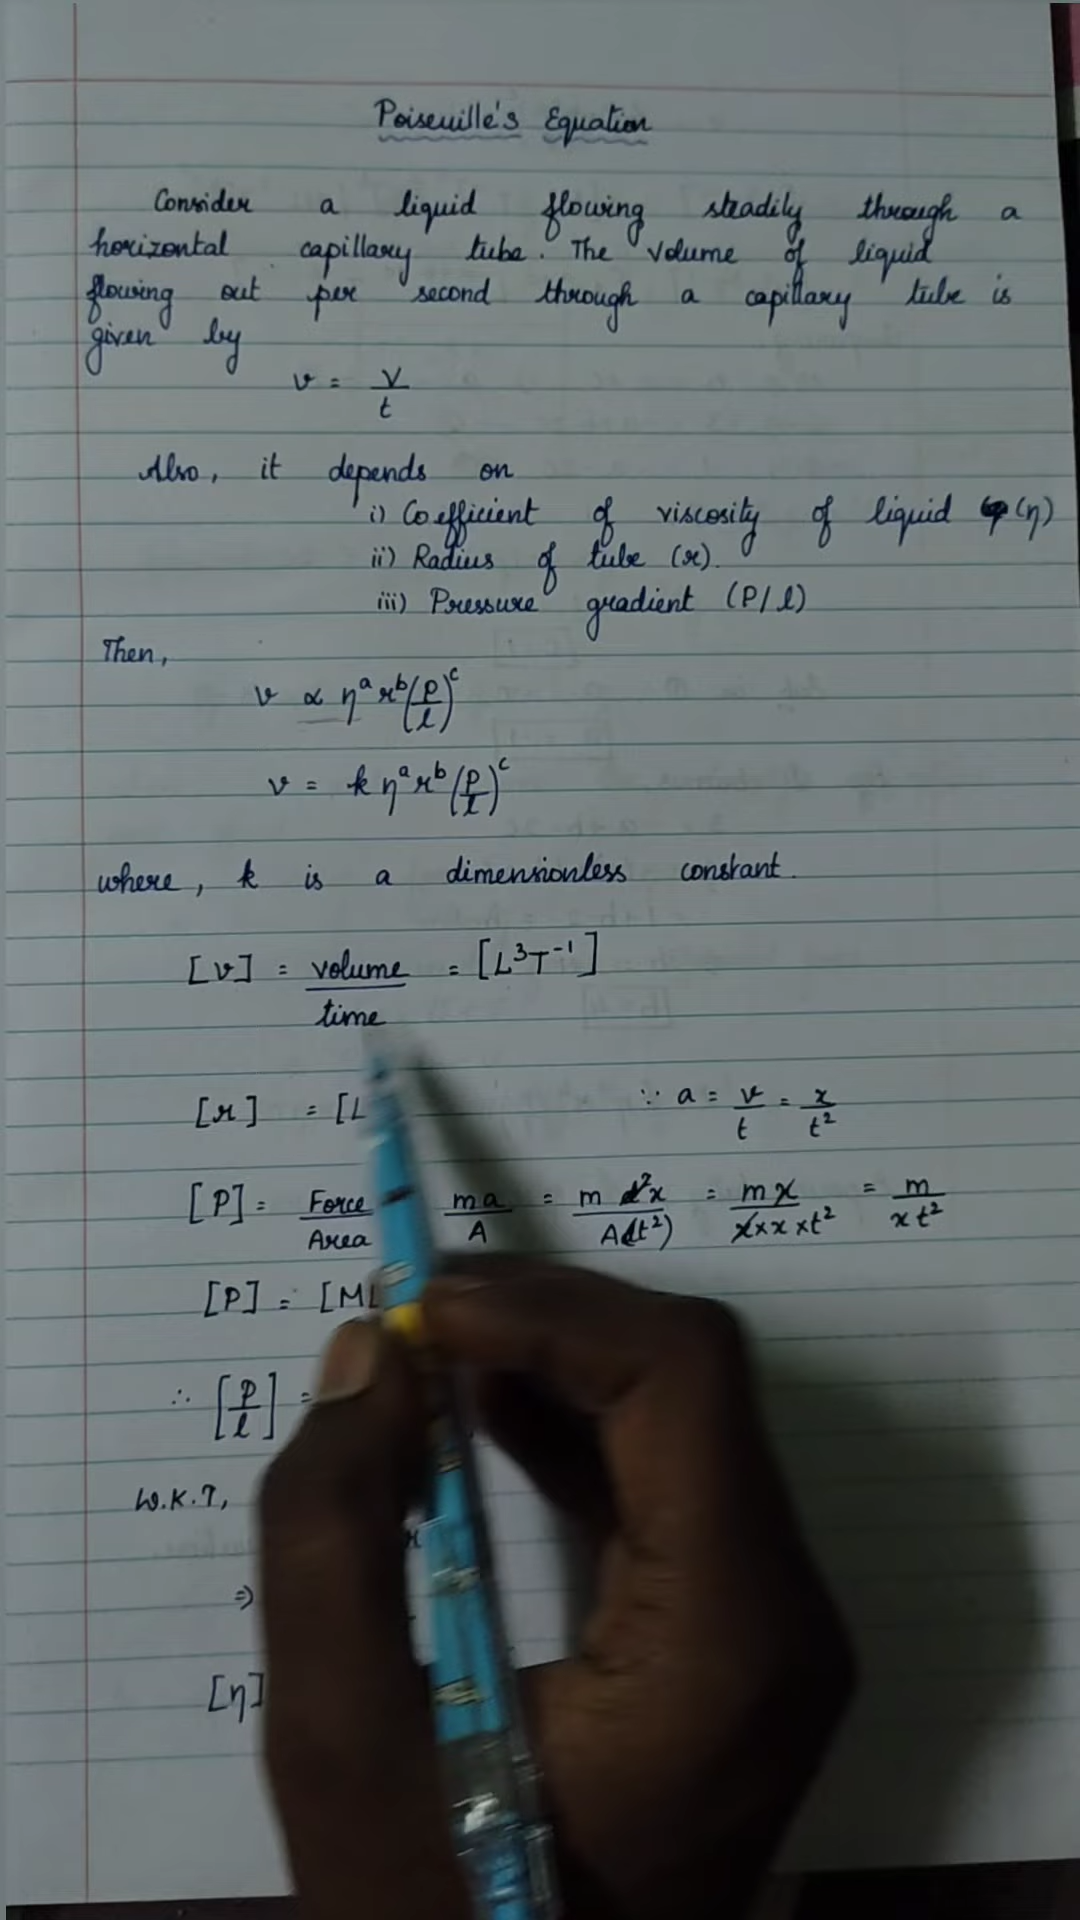 Poiseuille's Equation
Consider a liquid flowing steadily through a
horizontal capillary tube. The volume of liquid
flowing out per second through a capillary tube is
given by
v = V/t
Also, it depends on
i) Coefficient of viscosity of liquid (η)
ii) Radius of tube (r).
iii) Pressure gradient (P/l)
Then,
v ∝ η^a r^b (P/l)^c
v = k η^a r^b (P/l)^c
where, k is a dimensionless constant.
[v] = volume/time = [L³T⁻¹]
[r] = [L ∵ a = v/t = x/t²
[P] = Force/Area ma/A = m d²x/A(dt²) = mx/x×x×t² = m/xt²
[P] = [ML
∴ [P/l] =
W.K.T,
⇒
[η]